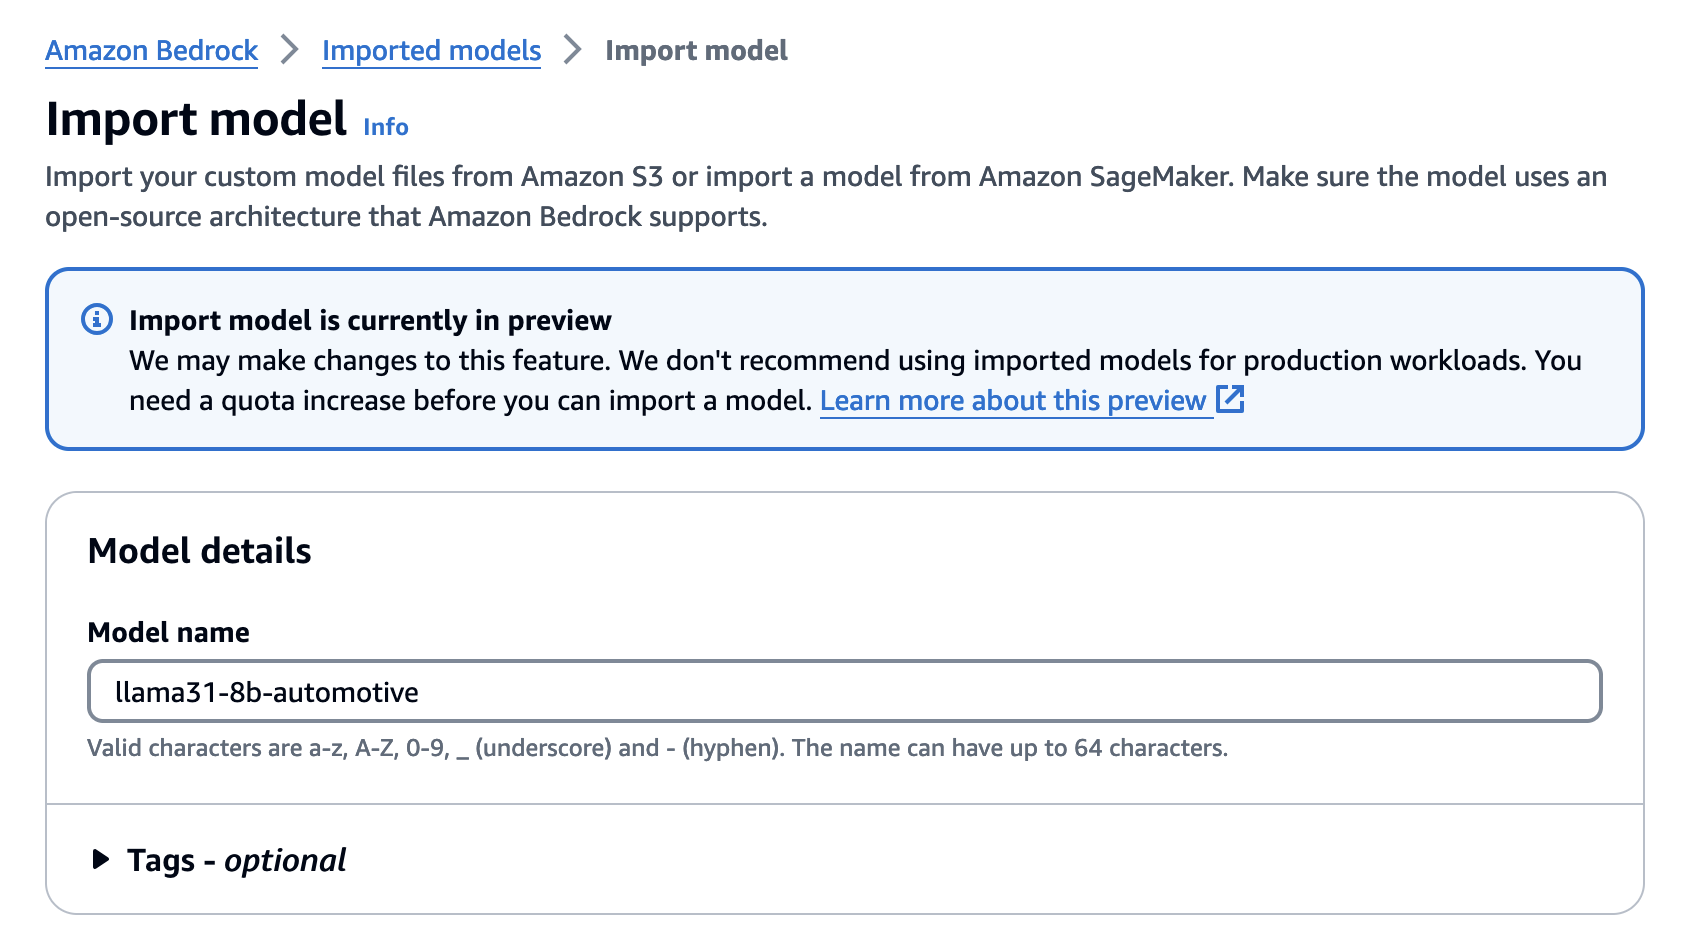 Amazon Bedrock > Imported models > Import model
Import model Info
Import your custom model files from Amazon S3 or import a model from Amazon SageMaker. Make sure the model uses an
open-source architecture that Amazon Bedrock supports.
Import model is currently in preview
We may make changes to this feature. We don't recommend using imported models for production workloads. You
need a quota increase before you can import a model. Learn more about this preview
Model details
Model name
llama31-8b-automotive
Valid characters are a-z, A-Z, 0-9, _ (underscore) and - (hyphen). The name can have up to 64 characters.
Tags - optional